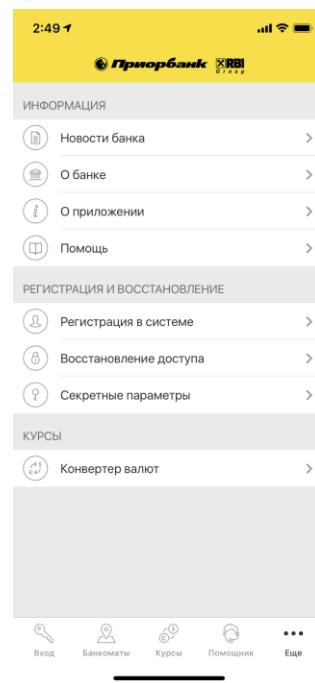 2:49
Приорбанк RBI Group
ИНФОРМАЦИЯ
Новости банка
О банке
О приложении
Помощь
РЕГИСТРАЦИЯ И ВОССТАНОВЛЕНИЕ
Регистрация в системе
Восстановление доступа
Секретные параметры
КУРСЫ
Конвертер валют
Вход Банкоматы Курсы Помощник Еще